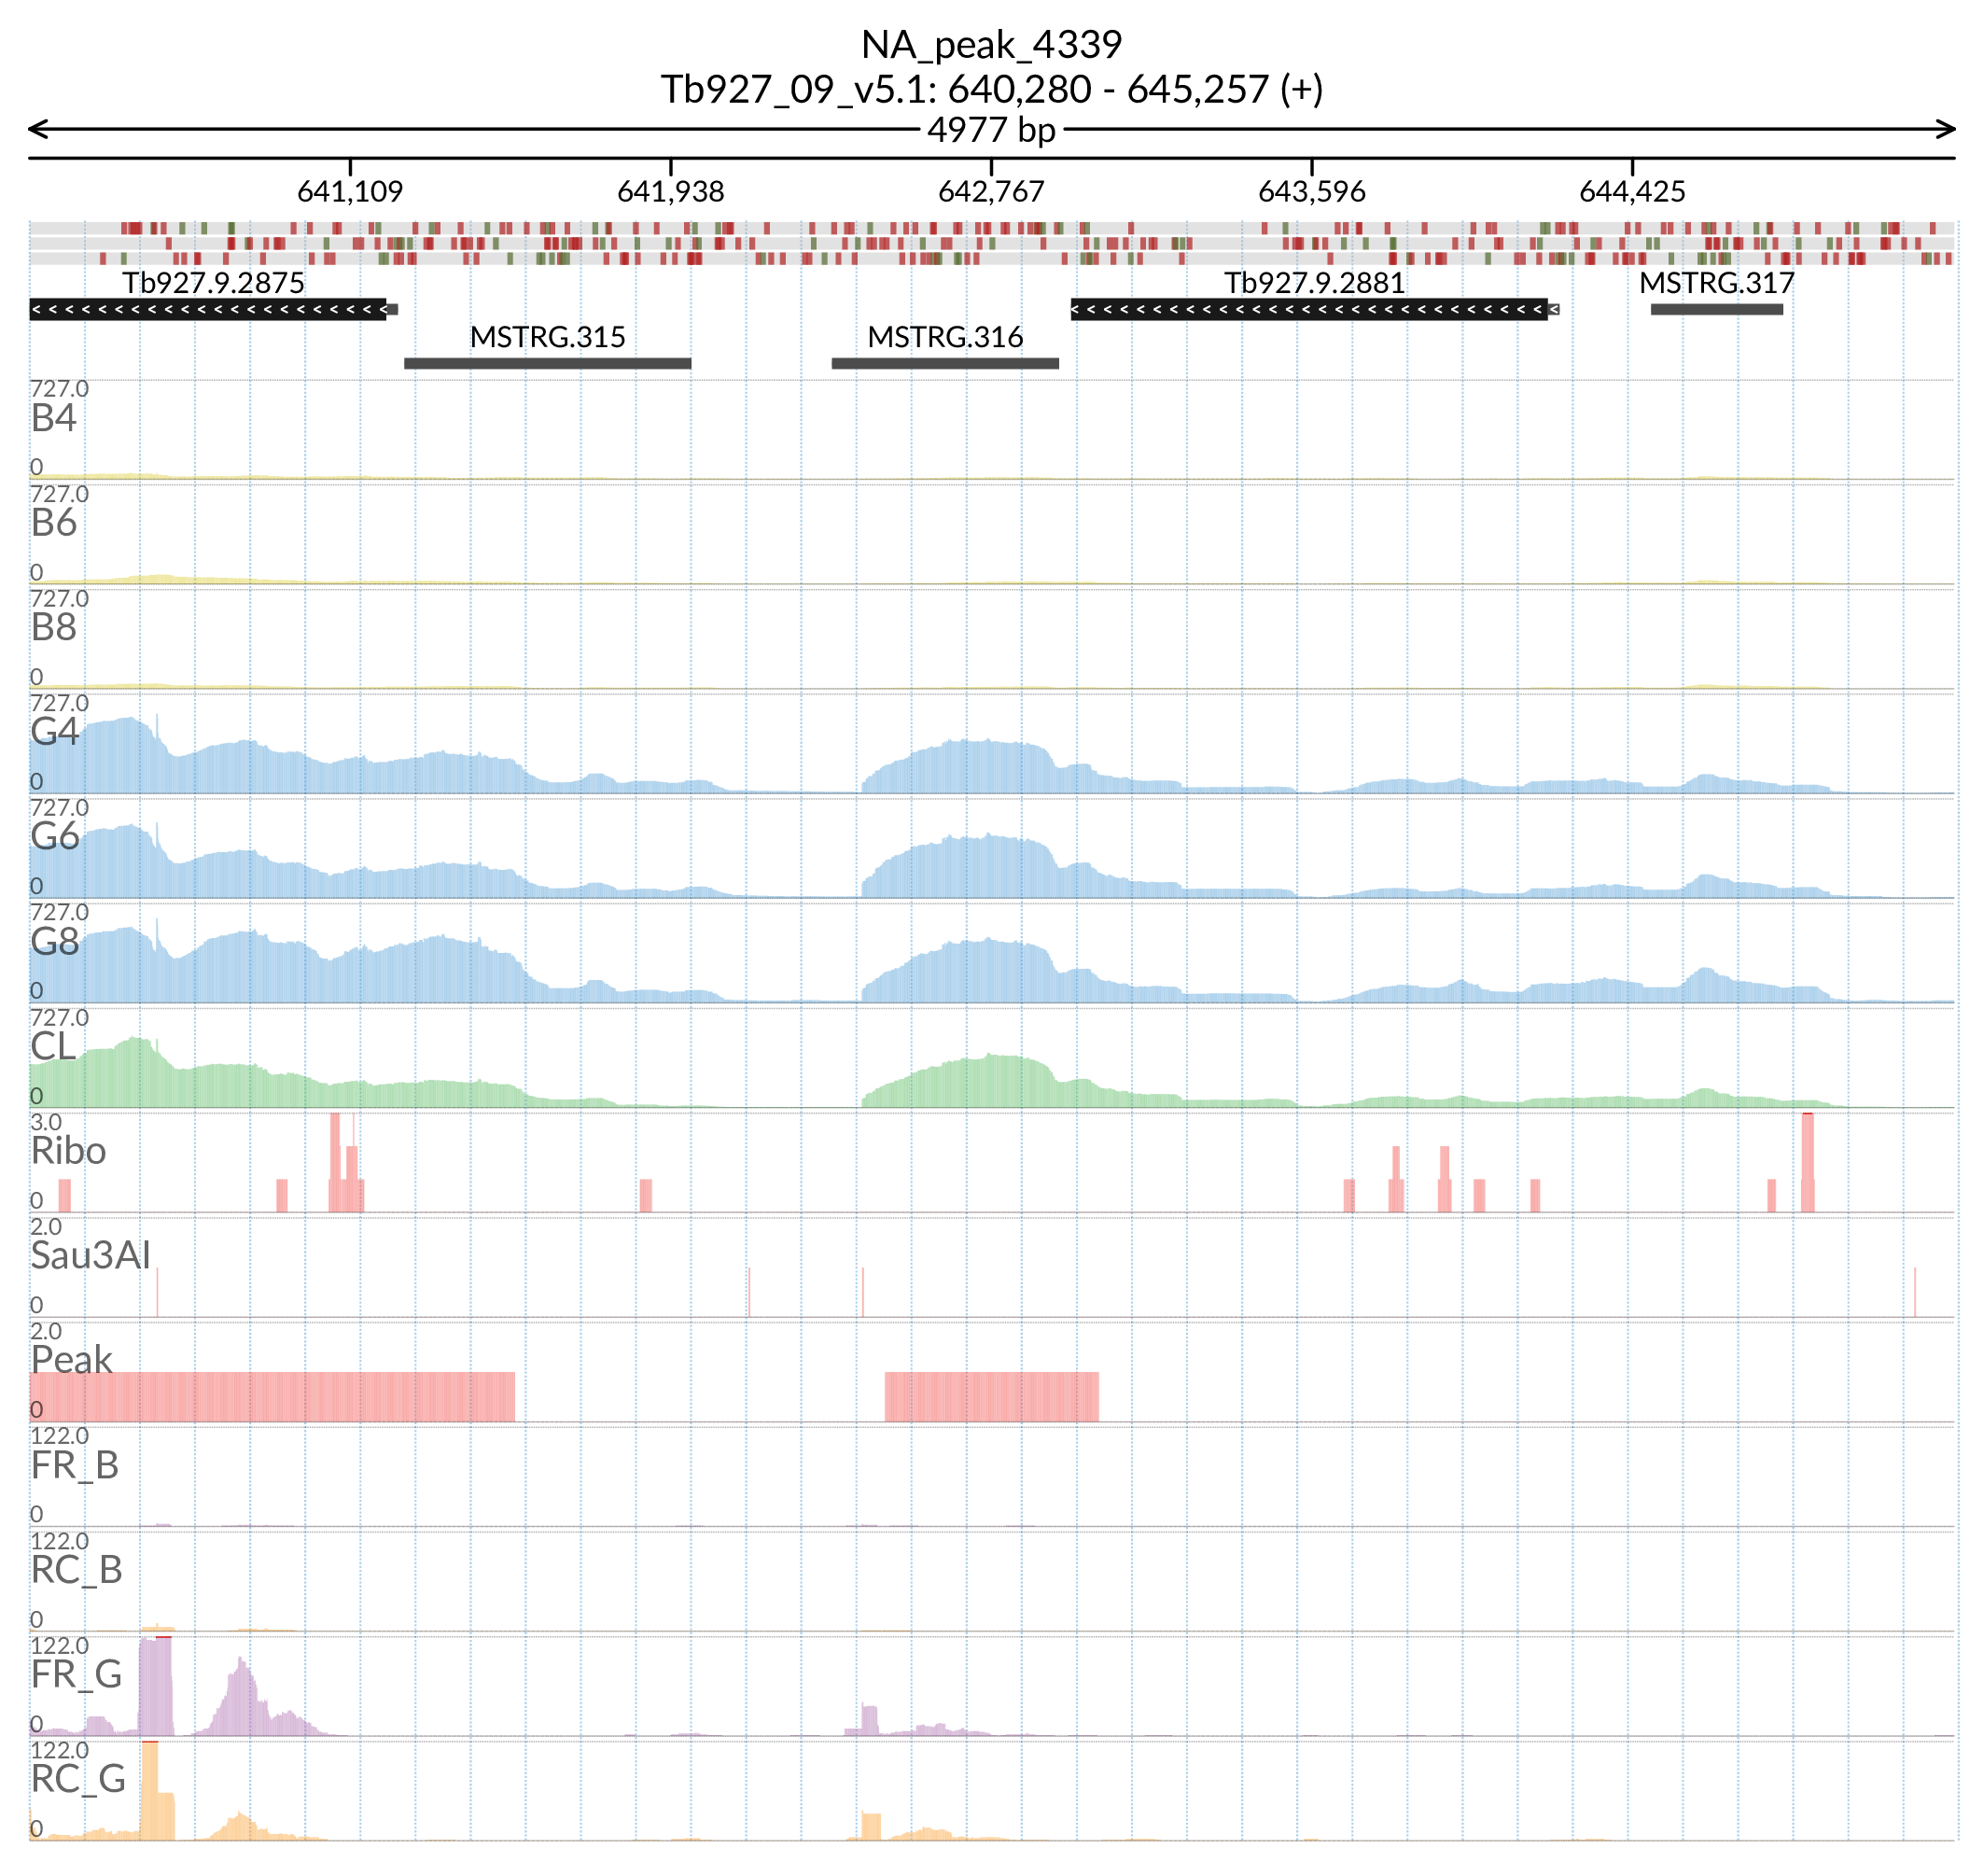 NA_peak_4339
Tb927_09_v5.1: 640,280 - 645,257 (+)
4977 bp
641,109 641,938 642,767 643,596 644,425
Tb927.9.2875 Tb927.9.2881 MSTRG.317
MSTRG.315 MSTRG.316
727.0
B4
0
727.0
B6
0
727.0
B8
0
727.0
G4
0
727.0
G6
0
727.0
G8
0
727.0
CL
0
3.0
Ribo
0
2.0
Sau3AI
0
2.0
Peak
0
122.0
FR_B
0
122.0
RC_B
0
122.0
FR_G
0
122.0
RC_G
0